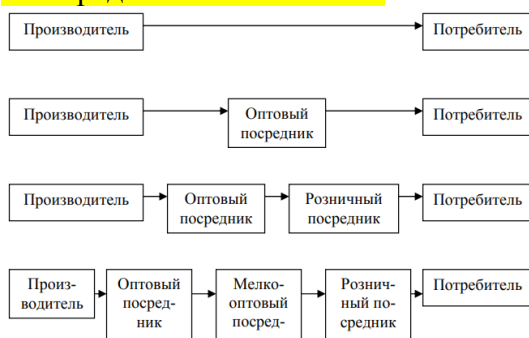 Производитель Потребитель
Производитель Оптовый Потребитель
посредник
Производитель Оптовый Розничный Потребитель
посредник посредник
Произ- Оптовый Мелко- Рознич- Потребитель
водитель посред- оптовый ный по-
ник посред- средник